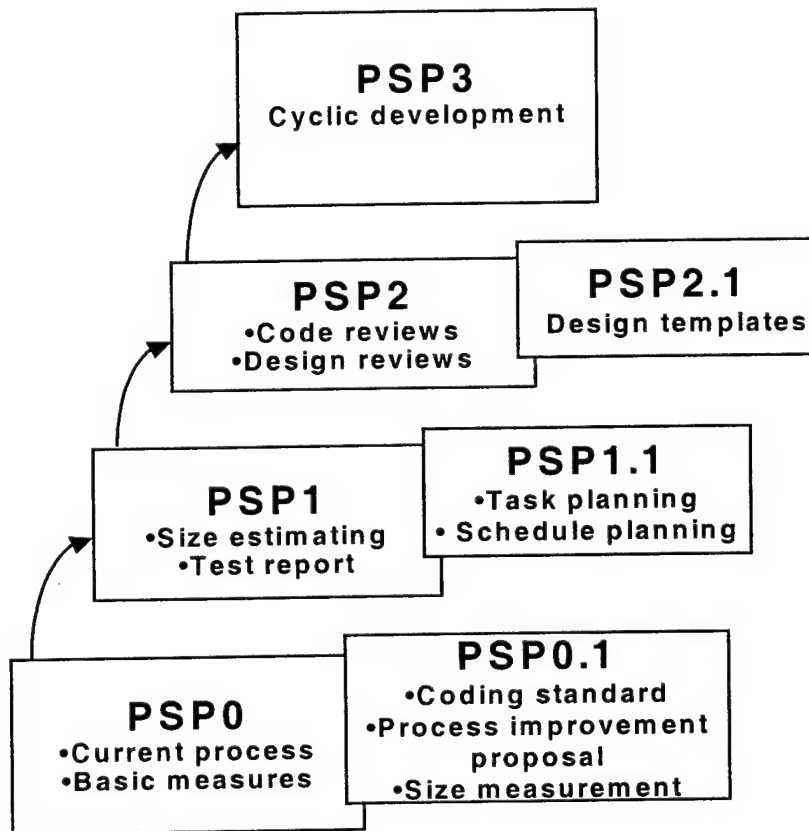 PSP3
Cyclic development
PSP2
•Code reviews
•Design reviews
PSP2.1
Design templates
PSP1
•Size estimating
•Test report
PSP1.1
•Task planning
• Schedule planning
PSP0
•Current process
•Basic measures
PSP0.1
•Coding standard
•Process improvement
proposal
•Size measurement